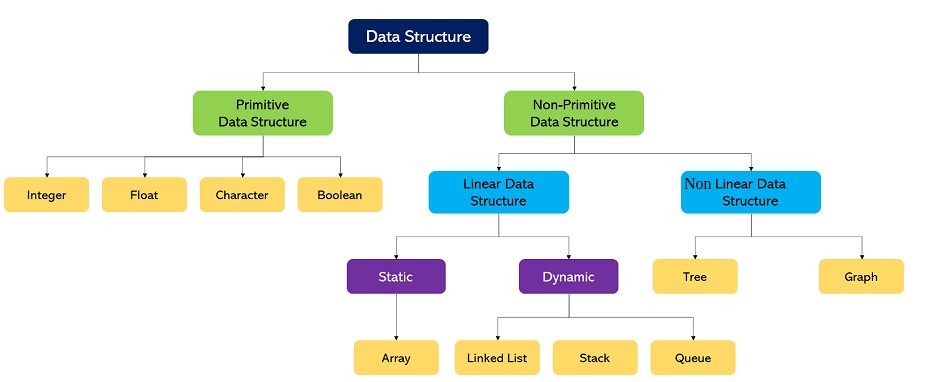 Data Structure
Primitive
Data Structure
Non-Primitive
Data Structure
Integer
Float
Character
Boolean
Linear Data
Structure
Non Linear Data
Structure
Static
Dynamic
Tree
Graph
Array
Linked List
Stack
Queue